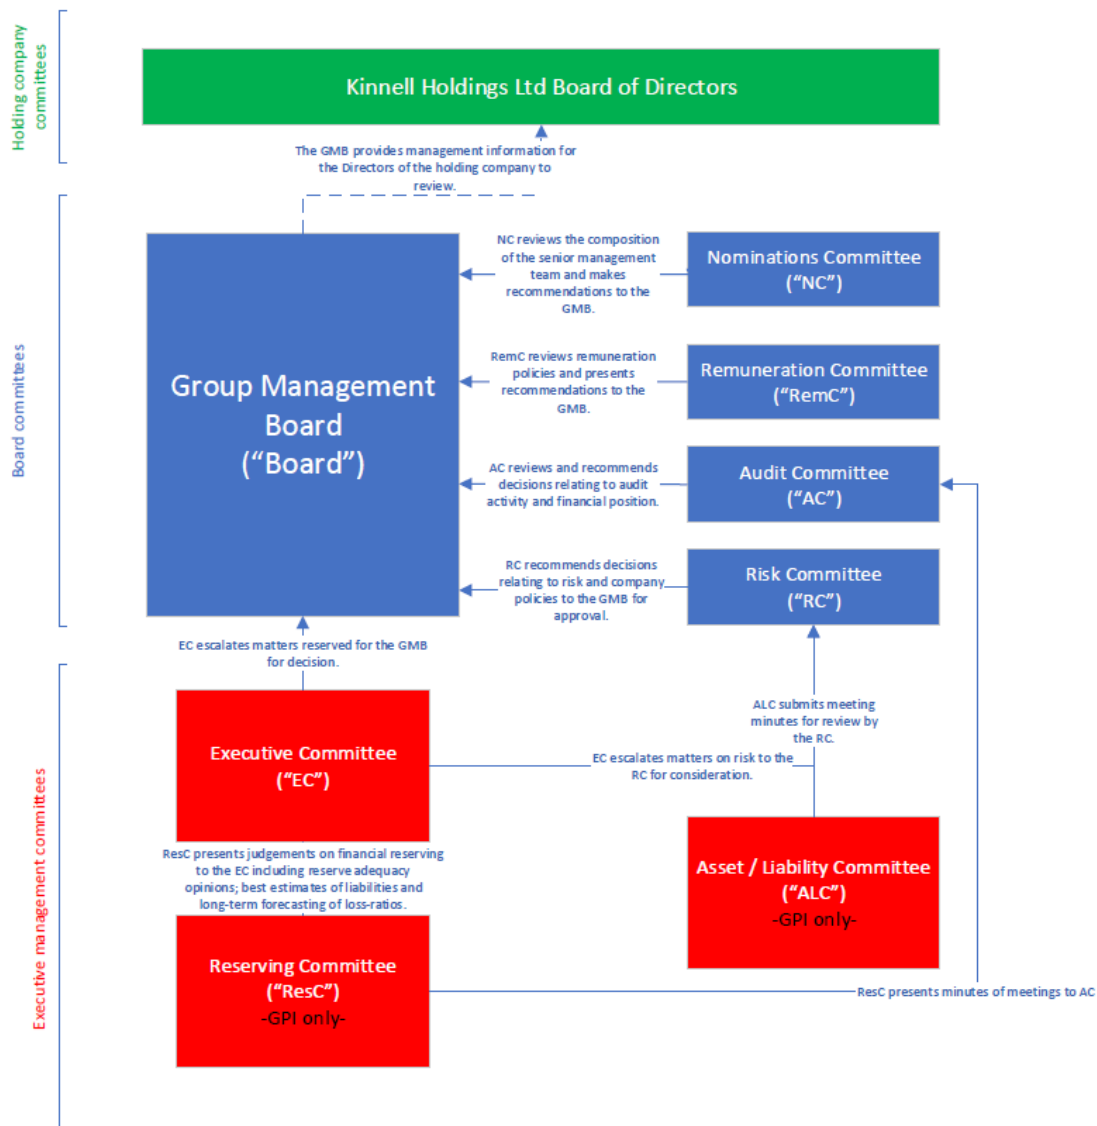 Holding company
committees
Kinnell Holdings Ltd Board of Directors
The GMB provides management information for
the Directors of the holding company to
review.
Board committees
Group Management
Board
(“Board”)
NC reviews the composition
of the senior management
team and makes
recommendations to the
GMB.
Nominations Committee
(“NC”)
RemC reviews remuneration
policies and presents
recommendations to the
GMB.
Remuneration Committee
(“RemC”)
AC reviews and recommends
decisions relating to audit
activity and financial position.
Audit Committee
(“AC”)
RC recommends decisions
relating to risk and company
policies to the GMB for
approval.
Risk Committee
(“RC”)
EC escalates matters reserved for the GMB
for decision.
Executive management committees
Executive Committee
(“EC”)
ALC submits meeting
minutes for review by
the RC.
EC escalates matters on risk to the
RC for consideration.
ResC presents judgements on financial reserving
to the EC including reserve adequacy
opinions; best estimates of liabilities and
long-term forecasting of loss-ratios.
Asset / Liability Committee
(“ALC”)
-GPI only-
Reserving Committee
(“ResC”)
-GPI only-
ResC presents minutes of meetings to AC